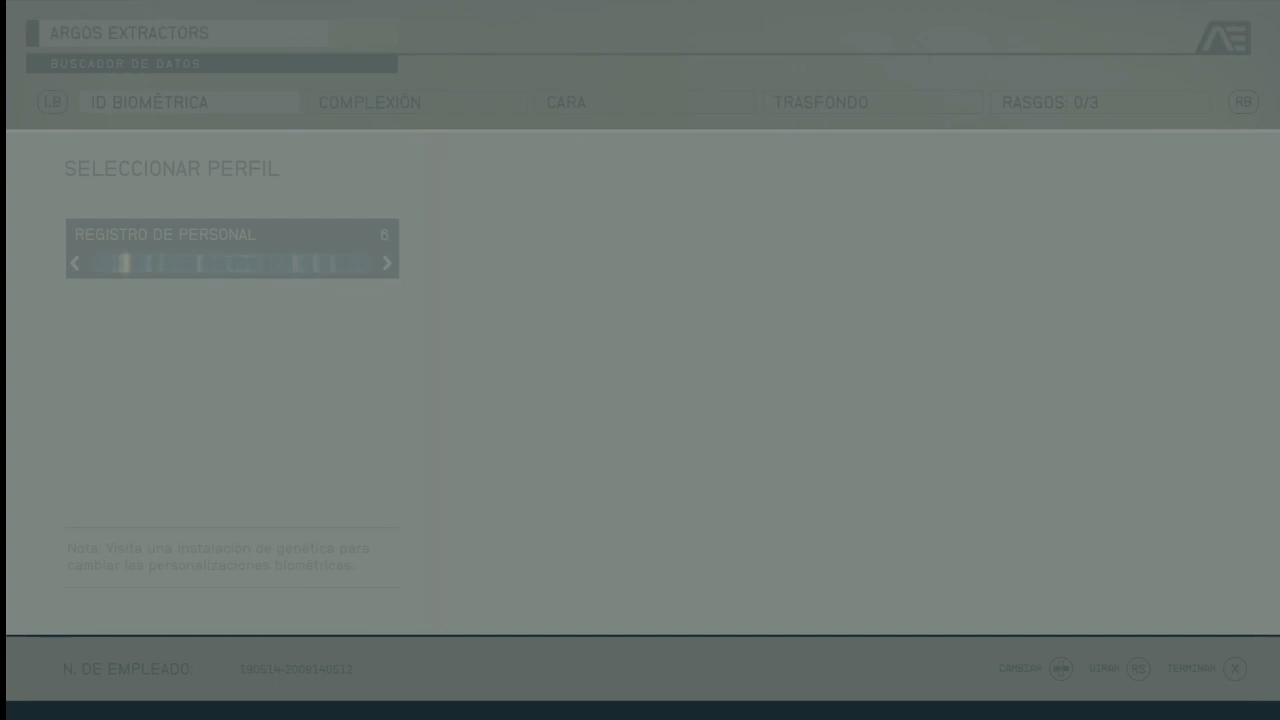 ARGOS EXTRACTORS
BUSCADOR DE DATOS
LB ID BIOMÉTRICA COMPLEXIÓN CARA TRASFONDO RASGOS: 0/3 RB
SELECCIONAR PERFIL
REGISTRO DE PERSONAL 6
Nota: Visita una instalación de genética para
cambiar las personalizaciones biométricas.
N. DE EMPLEADO: 190514-2009140512 CAMBIAR GIRAR RS TERMINAR X